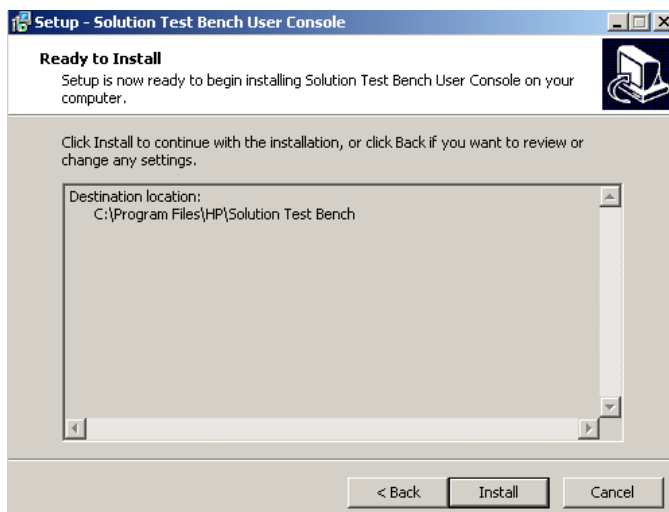 Setup - Solution Test Bench User Console
Ready to Install
Setup is now ready to begin installing Solution Test Bench User Console on your
computer.
Click Install to continue with the installation, or click Back if you want to review or
change any settings.
Destination location:
C:\Program Files\HP\Solution Test Bench
< Back
Install
Cancel